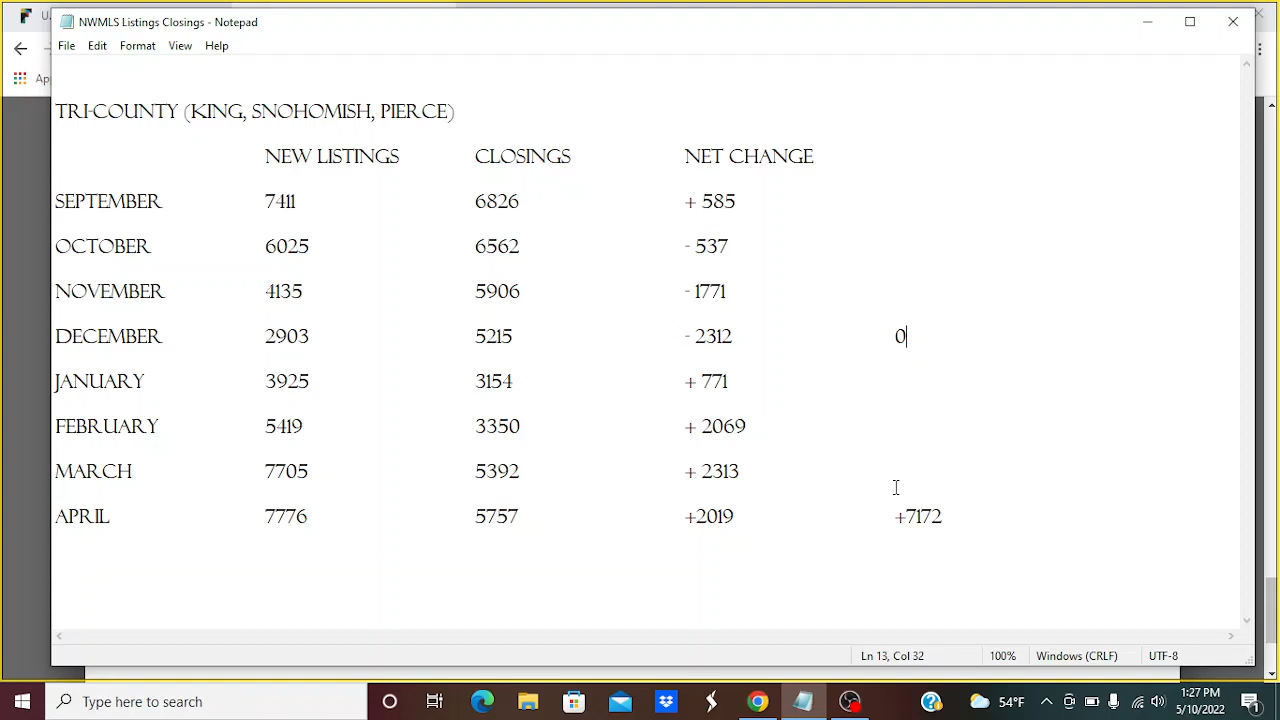 NWMLS Listings Closings - Notepad
File Edit Format View Help
TRI-COUNTY (KING, SNOHOMISH, PIERCE)
NEW LISTINGS CLOSINGS NET CHANGE
SEPTEMBER 7411 6826 + 585
OCTOBER 6025 6562 - 537
NOVEMBER 4135 5906 - 1771
DECEMBER 2903 5215 - 2312 0
JANUARY 3925 3154 + 771
FEBRUARY 5419 3350 + 2069
MARCH 7705 5392 + 2313
APRIL 7776 5757 +2019 +7172
Ln 13, Col 32 100% Windows (CRLF) UTF-8
Type here to search
54°F
1:27 PM
5/10/2022
1